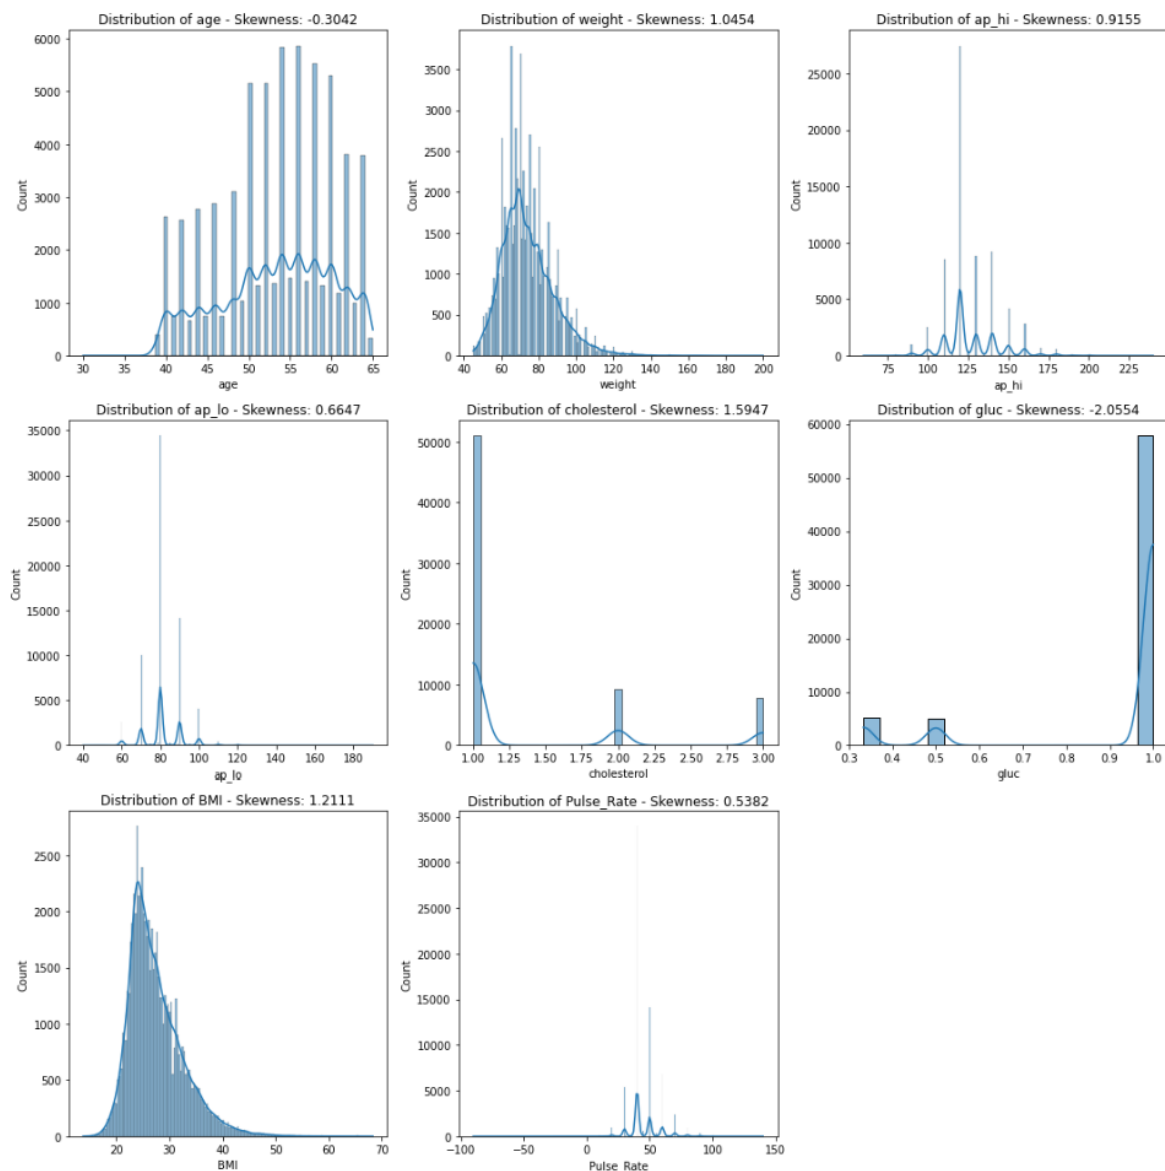 Distribution of age - Skewness: -0.3042
Count
6000
5000
4000
3000
2000
1000
0
30 35 40 45 50 55 60 65
age
Distribution of weight - Skewness: 1.0454
Count
3500
3000
2500
2000
1500
1000
500
0
40 60 80 100 120 140 160 180 200
weight
Distribution of ap_hi - Skewness: 0.9155
Count
25000
20000
15000
10000
5000
0
75 100 125 150 175 200 225
ap_hi
Distribution of ap_lo - Skewness: 0.6647
Count
35000
30000
25000
20000
15000
10000
5000
0
40 60 80 100 120 140 160 180
ap_lo
Distribution of cholesterol - Skewness: 1.5947
Count
50000
40000
30000
20000
10000
0
1.00 1.25 1.50 1.75 2.00 2.25 2.50 2.75 3.00
cholesterol
Distribution of gluc - Skewness: -2.0554
Count
60000
50000
40000
30000
20000
10000
0
0.3 0.4 0.5 0.6 0.7 0.8 0.9 1.0
gluc
Distribution of BMI - Skewness: 1.2111
Count
2500
2000
1500
1000
500
0
20 30 40 50 60 70
BMI
Distribution of Pulse_Rate - Skewness: 0.5382
Count
35000
30000
25000
20000
15000
10000
5000
0
−100 −50 0 50 100 150
Pulse_Rate